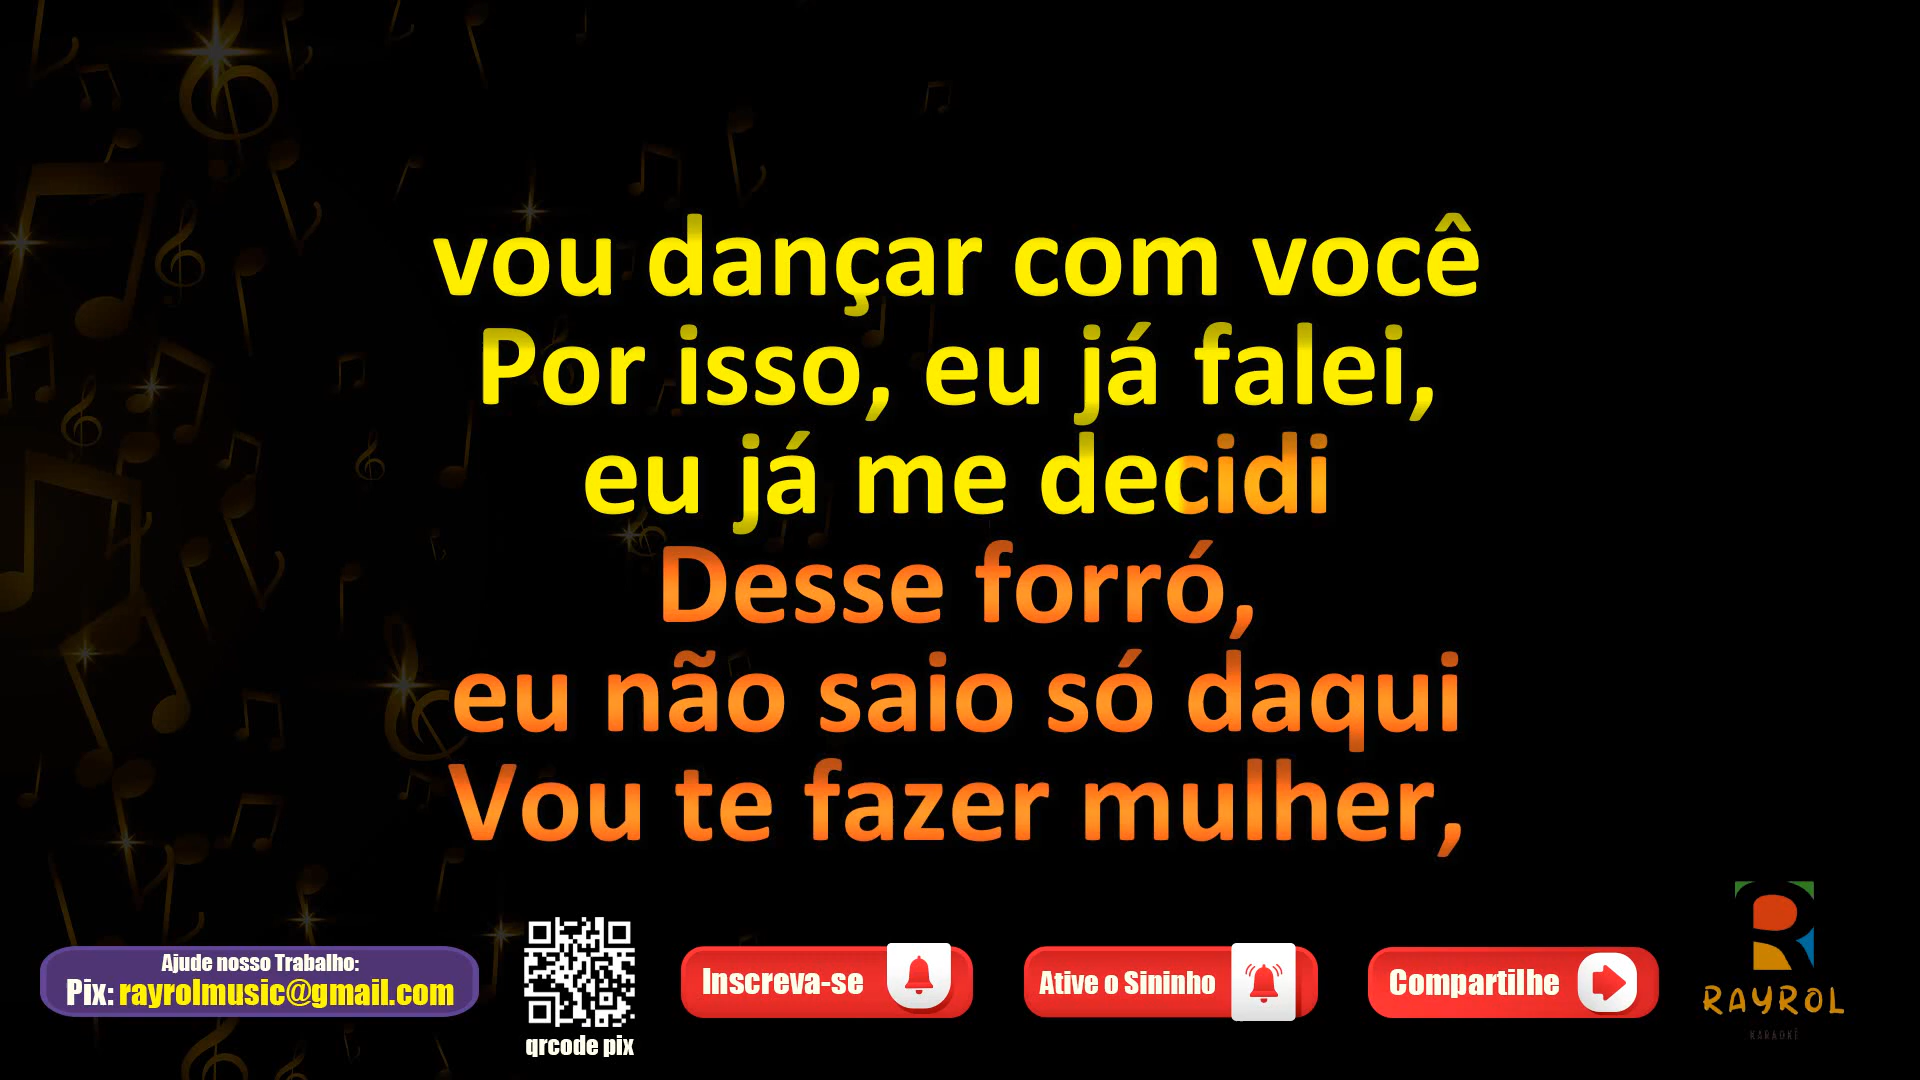 vou dançar com você
Por isso, eu já falei,
eu já me decidi
Desse forró,
eu não saio só daqui
Vou te fazer mulher,
Ajude nosso Trabalho:
Pix: rayrolmusic@gmail.com
qrcode pix
Inscreva-se
Ative o Sininho
Compartilhe
RAYROL
KARAOKÊ